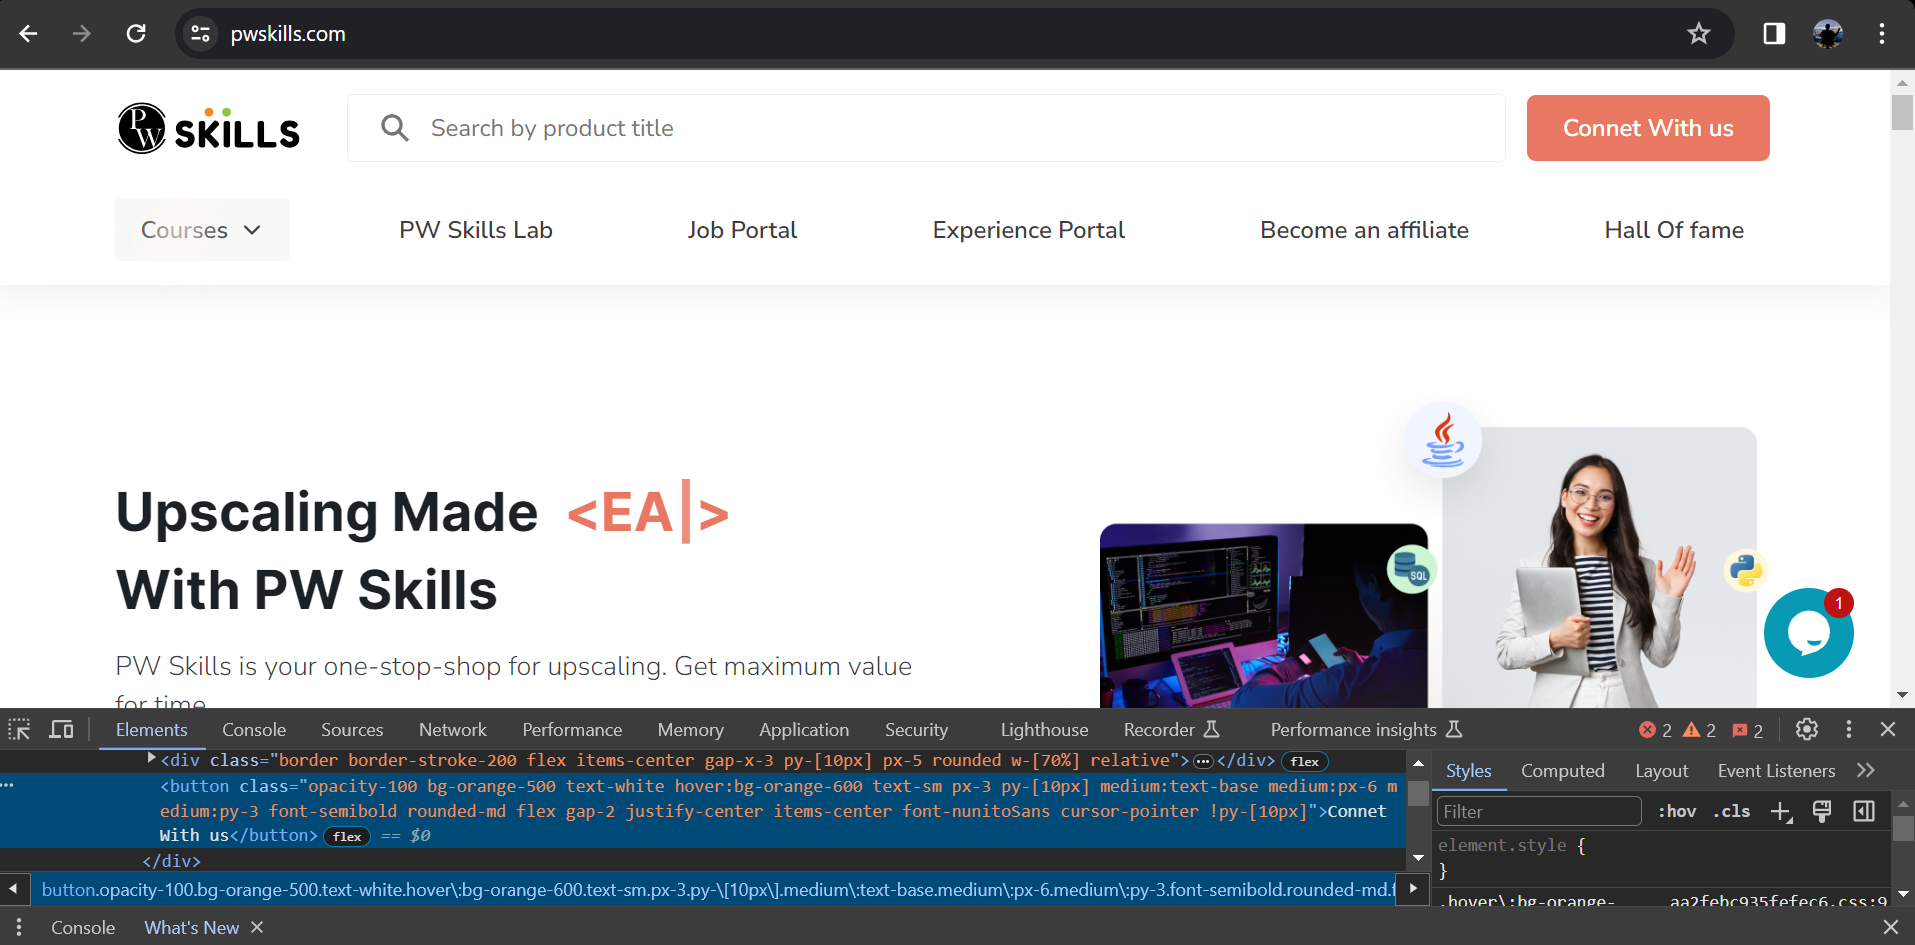 pwskills.com
PW SKILLS
Search by product title
Connet With us
Courses
PW Skills Lab
Job Portal
Experience Portal
Become an affiliate
Hall Of fame
Upscaling Made <EA|>
With PW Skills
PW Skills is your one-stop-shop for upscaling. Get maximum value
for time
SQL
1
Elements Console Sources Network Performance Memory Application Security Lighthouse Recorder Performance insights 2 2 2
<div class="border border-stroke-200 flex items-center gap-x-3 py-[10px] px-5 rounded w-[70%] relative">…</div> flex
<button class="opacity-100 bg-orange-500 text-white hover:bg-orange-600 text-sm px-3 py-[10px] medium:text-base medium:px-6 m
edium:py-3 font-semibold rounded-md flex gap-2 justify-center items-center font-nunitoSans cursor-pointer !py-[10px]">Connet
With us</button> flex == $0
</div>
button.opacity-100.bg-orange-500.text-white.hover\:bg-orange-600.text-sm.px-3.py-\[10px\].medium\:text-base.medium\:px-6.medium\:py-3.font-semibold.rounded-md.f
Styles Computed Layout Event Listeners
Filter :hov .cls
element.style {
}
.hover\:bg-orange- aa2febc935fefec6.css:9
Console What's New